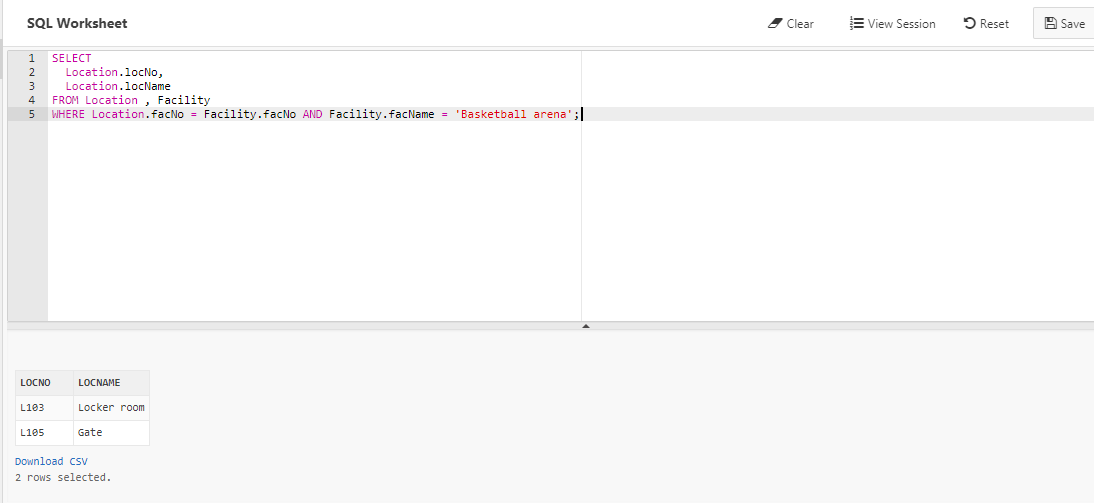 SQL Worksheet Clear View Session Reset Save
1 SELECT
2 Location.locNo,
3 Location.locName
4 FROM Location , Facility
5 WHERE Location.facNo = Facility.facNo AND Facility.facName = 'Basketball arena';
LOCNO LOCNAME
L103 Locker room
L105 Gate
Download CSV
2 rows selected.